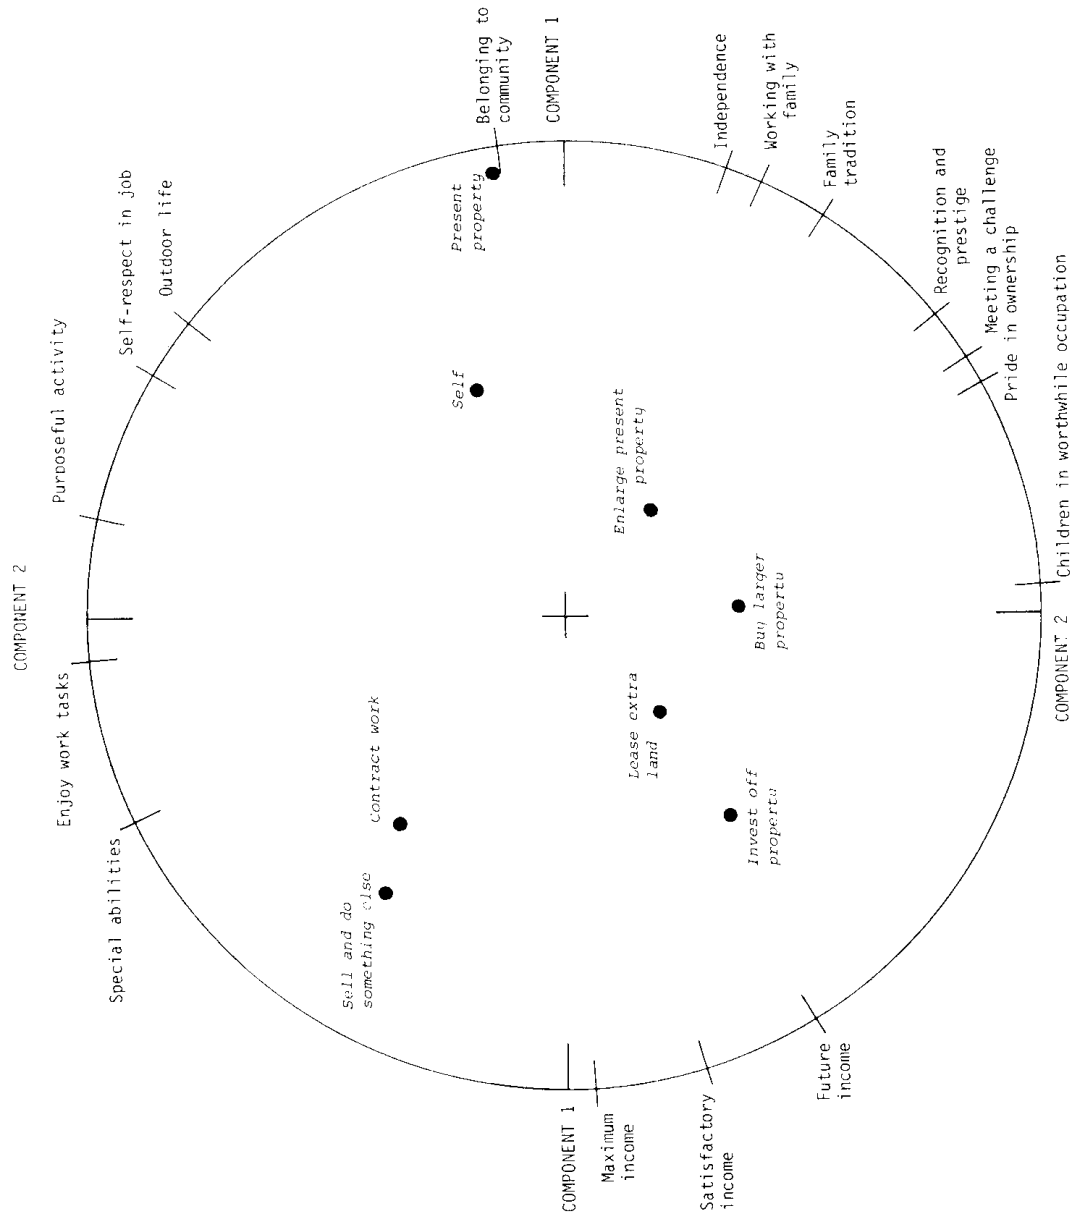 COMPONENT 2
Enjoy work tasks
Purposeful activity
Special abilities
Self-respect in job
Outdoor life
Sell and do
something else
Contract work
Self
Present
property
Belonging to
community
COMPONENT 1
COMPONENT 1
Maximum
income
Satisfactory
income
Future
income
Invest off
property
Lease extra
land
Buy larger
property
Enlarge present
property
Independence
Working with
family
Family
tradition
Recognition and
prestige
Meeting a challenge
Pride in ownership
Children in worthwhile occupation
COMPONENT 2